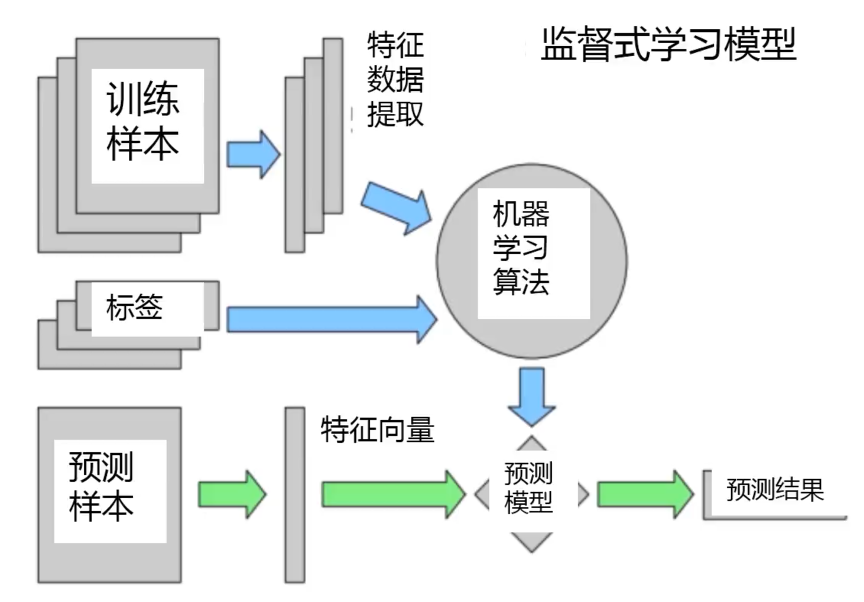 监督式学习模型
特征
数据
提取
训练
样本
机器
学习
算法
标签
特征向量
预测
样本
预测
模型
预测结果